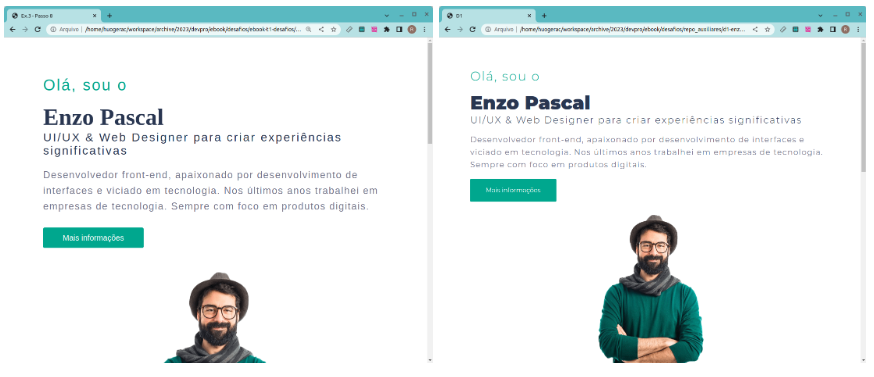 Ex.3 - Passo 8
Arquivo | /home/huogerac/workspace/archive/2023/devpro/ebook/desafios/ebook-t1-desafios/...
Olá, sou o
Enzo Pascal
UI/UX & Web Designer para criar experiências
significativas
Desenvolvedor front-end, apaixonado por desenvolvimento de
interfaces e viciado em tecnologia. Nos últimos anos trabalhei em
empresas de tecnologia. Sempre com foco em produtos digitais.
Mais informações
D1
Arquivo | /home/huogerac/workspace/archive/2023/devpro/ebook/desafios/repo_auxiliares/d1-enz...
Olá, sou o
Enzo Pascal
UI/UX & Web Designer para criar experiências significativas
Desenvolvedor front-end, apaixonado por desenvolvimento de interfaces e
viciado em tecnologia. Nos últimos anos trabalhei em empresas de tecnologia.
Sempre com foco em produtos digitais.
Mais informações